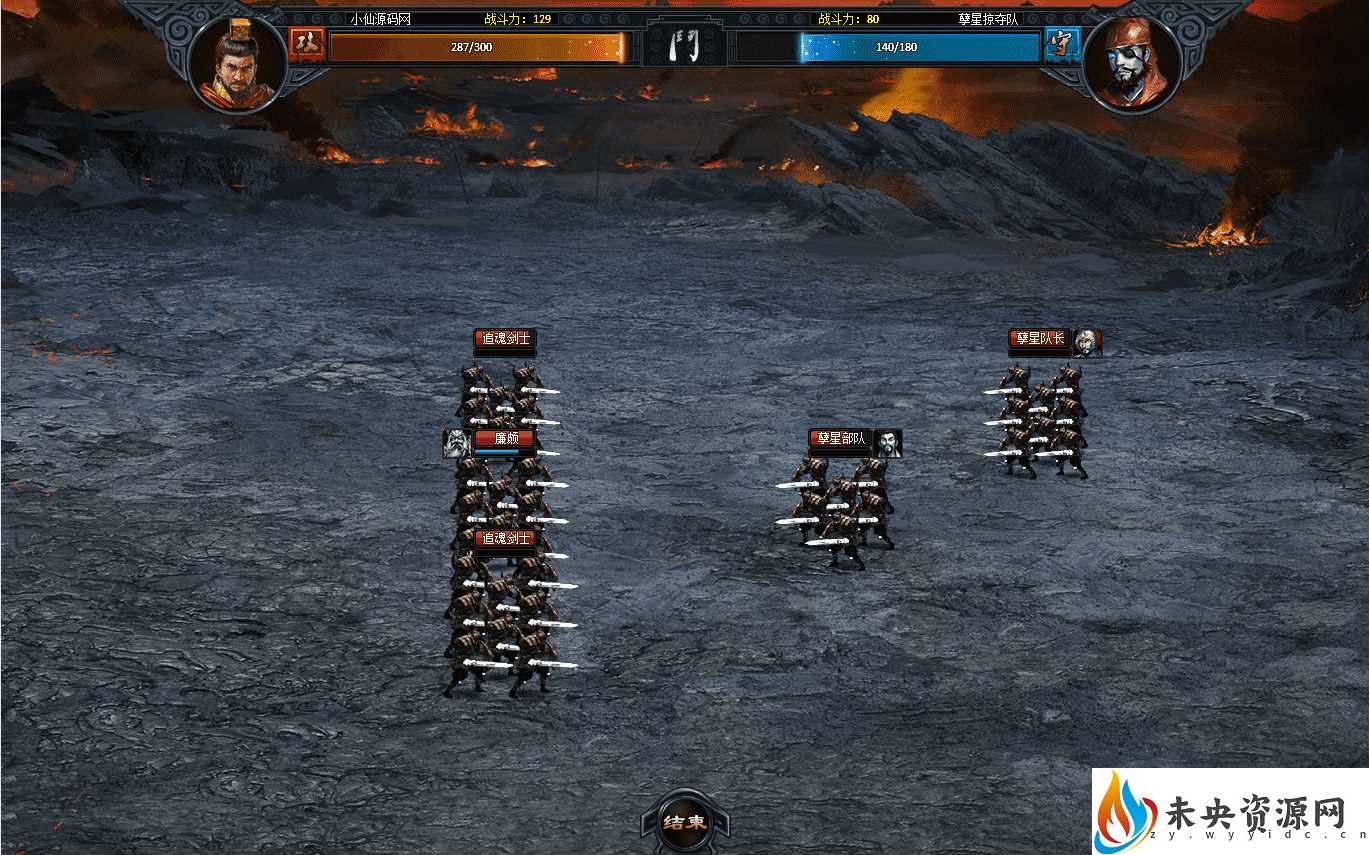 小仙源码网 战斗力：129 战斗力：80 孽星掠夺队
攻 287/300 鬥 140/180 守
追魂剑士
孽星队长
廉颇
孽星部队
追魂剑士
结束
未央资源网
zy.wyyidc.cn